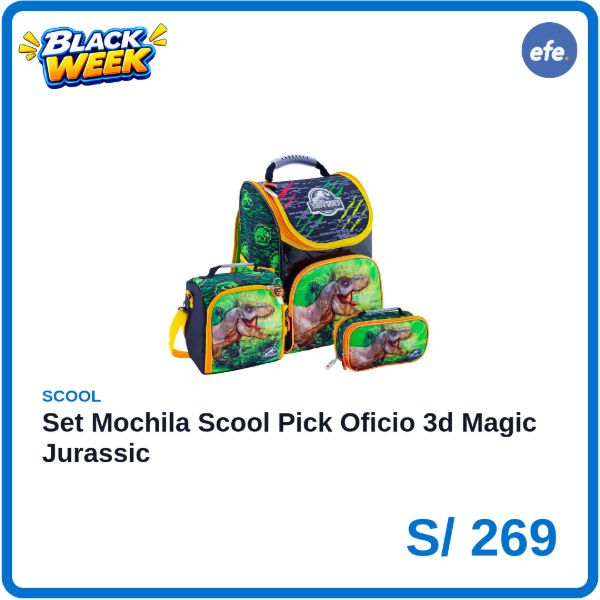 BLACK
WEEK
efe.
SCOOL
Set Mochila Scool Pick Oficio 3d Magic
Jurassic
S/ 269